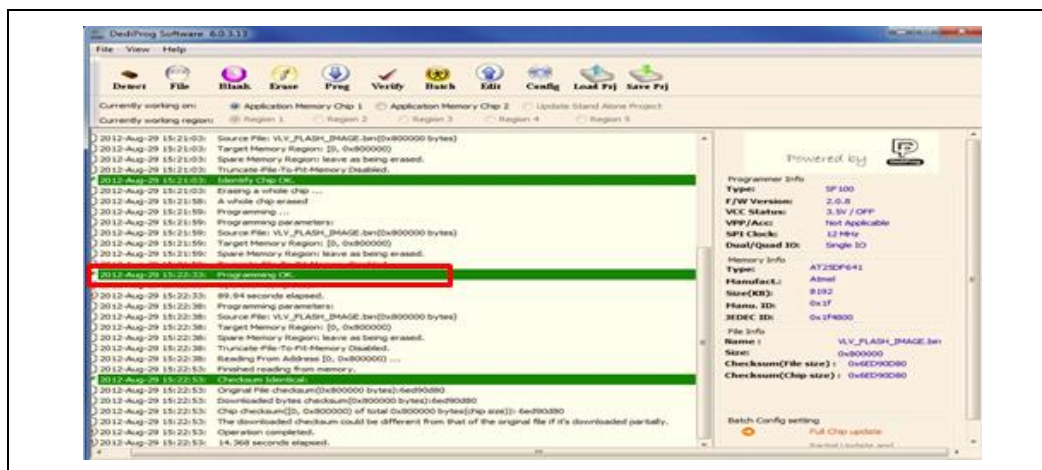 DediProg Software 6.0.3.13
File View Help
Detect File Blank Erase Prog Verify Batch Edit Config Load Prj Save Prj
Currently working on: Application Memory Chip 1 Application Memory Chip 2 Update Stand Alone Project
Currently working region: Region 1 Region 2 Region 3 Region 4 Region 5
2012-Aug-29 15:21:03: Source File: VLV_FLASH_IMAGE.bin(0x800000 bytes)
2012-Aug-29 15:21:03: Target Memory Region: [0, 0x800000)
2012-Aug-29 15:21:03: Spare Memory Region: leave as being erased.
2012-Aug-29 15:21:03: Truncate-File-To-Fit-Memory Disabled.
2012-Aug-29 15:21:03: Identify Chip OK.
2012-Aug-29 15:21:03: Erasing a whole chip ...
2012-Aug-29 15:21:58: A whole chip erased
2012-Aug-29 15:21:59: Programming ...
2012-Aug-29 15:21:59: Programming parameters:
2012-Aug-29 15:21:59: Source File: VLV_FLASH_IMAGE.bin(0x800000 bytes)
2012-Aug-29 15:21:59: Target Memory Region: [0, 0x800000)
2012-Aug-29 15:21:59: Spare Memory Region: leave as being erased.
2012-Aug-29 15:22:33: Programming OK.
2012-Aug-29 15:22:33: 89.94 seconds elapsed.
2012-Aug-29 15:22:38: Programming parameters:
2012-Aug-29 15:22:38: Source File: VLV_FLASH_IMAGE.bin(0x800000 bytes)
2012-Aug-29 15:22:38: Target Memory Region: [0, 0x800000)
2012-Aug-29 15:22:38: Spare Memory Region: leave as being erased.
2012-Aug-29 15:22:38: Truncate-File-To-Fit-Memory Disabled.
2012-Aug-29 15:22:38: Reading From Address [0, 0x800000) ...
2012-Aug-29 15:22:53: Finished reading from memory.
2012-Aug-29 15:22:53: Checksum Identical:
2012-Aug-29 15:22:53: Original File checksum(0x800000 bytes):6ed90d80
2012-Aug-29 15:22:53: Downloaded bytes checksum(0x800000 bytes):6ed90d80
2012-Aug-29 15:22:53: Chip checksum([0, 0x800000) of total 0x800000 bytes(chip size)): 6ed90d80
2012-Aug-29 15:22:53: The downloaded checksum could be different from that of the original file if it's downloaded partially.
2012-Aug-29 15:22:53: Operation completed.
2012-Aug-29 15:22:53: 14.368 seconds elapsed.
Powered by
Programmer Info
Type: SF100
F/W Version: 2.0.8
VCC Status: 3.5V / OFF
VPP/Acc: Not Applicable
SPI Clock: 12 MHz
Dual/Quad IO: Single IO
Memory Info
Type: AT25DF641
Manufact.: Atmel
Size(KB): 8192
Manu. ID: 0x1f
JEDEC ID: 0x1f4800
File Info
Name : VLV_FLASH_IMAGE.bin
Size: 0x800000
Checksum(File size) : 0x6ED90D80
Checksum(Chip size) : 0x6ED90D80
Batch Config setting
Full Chip update